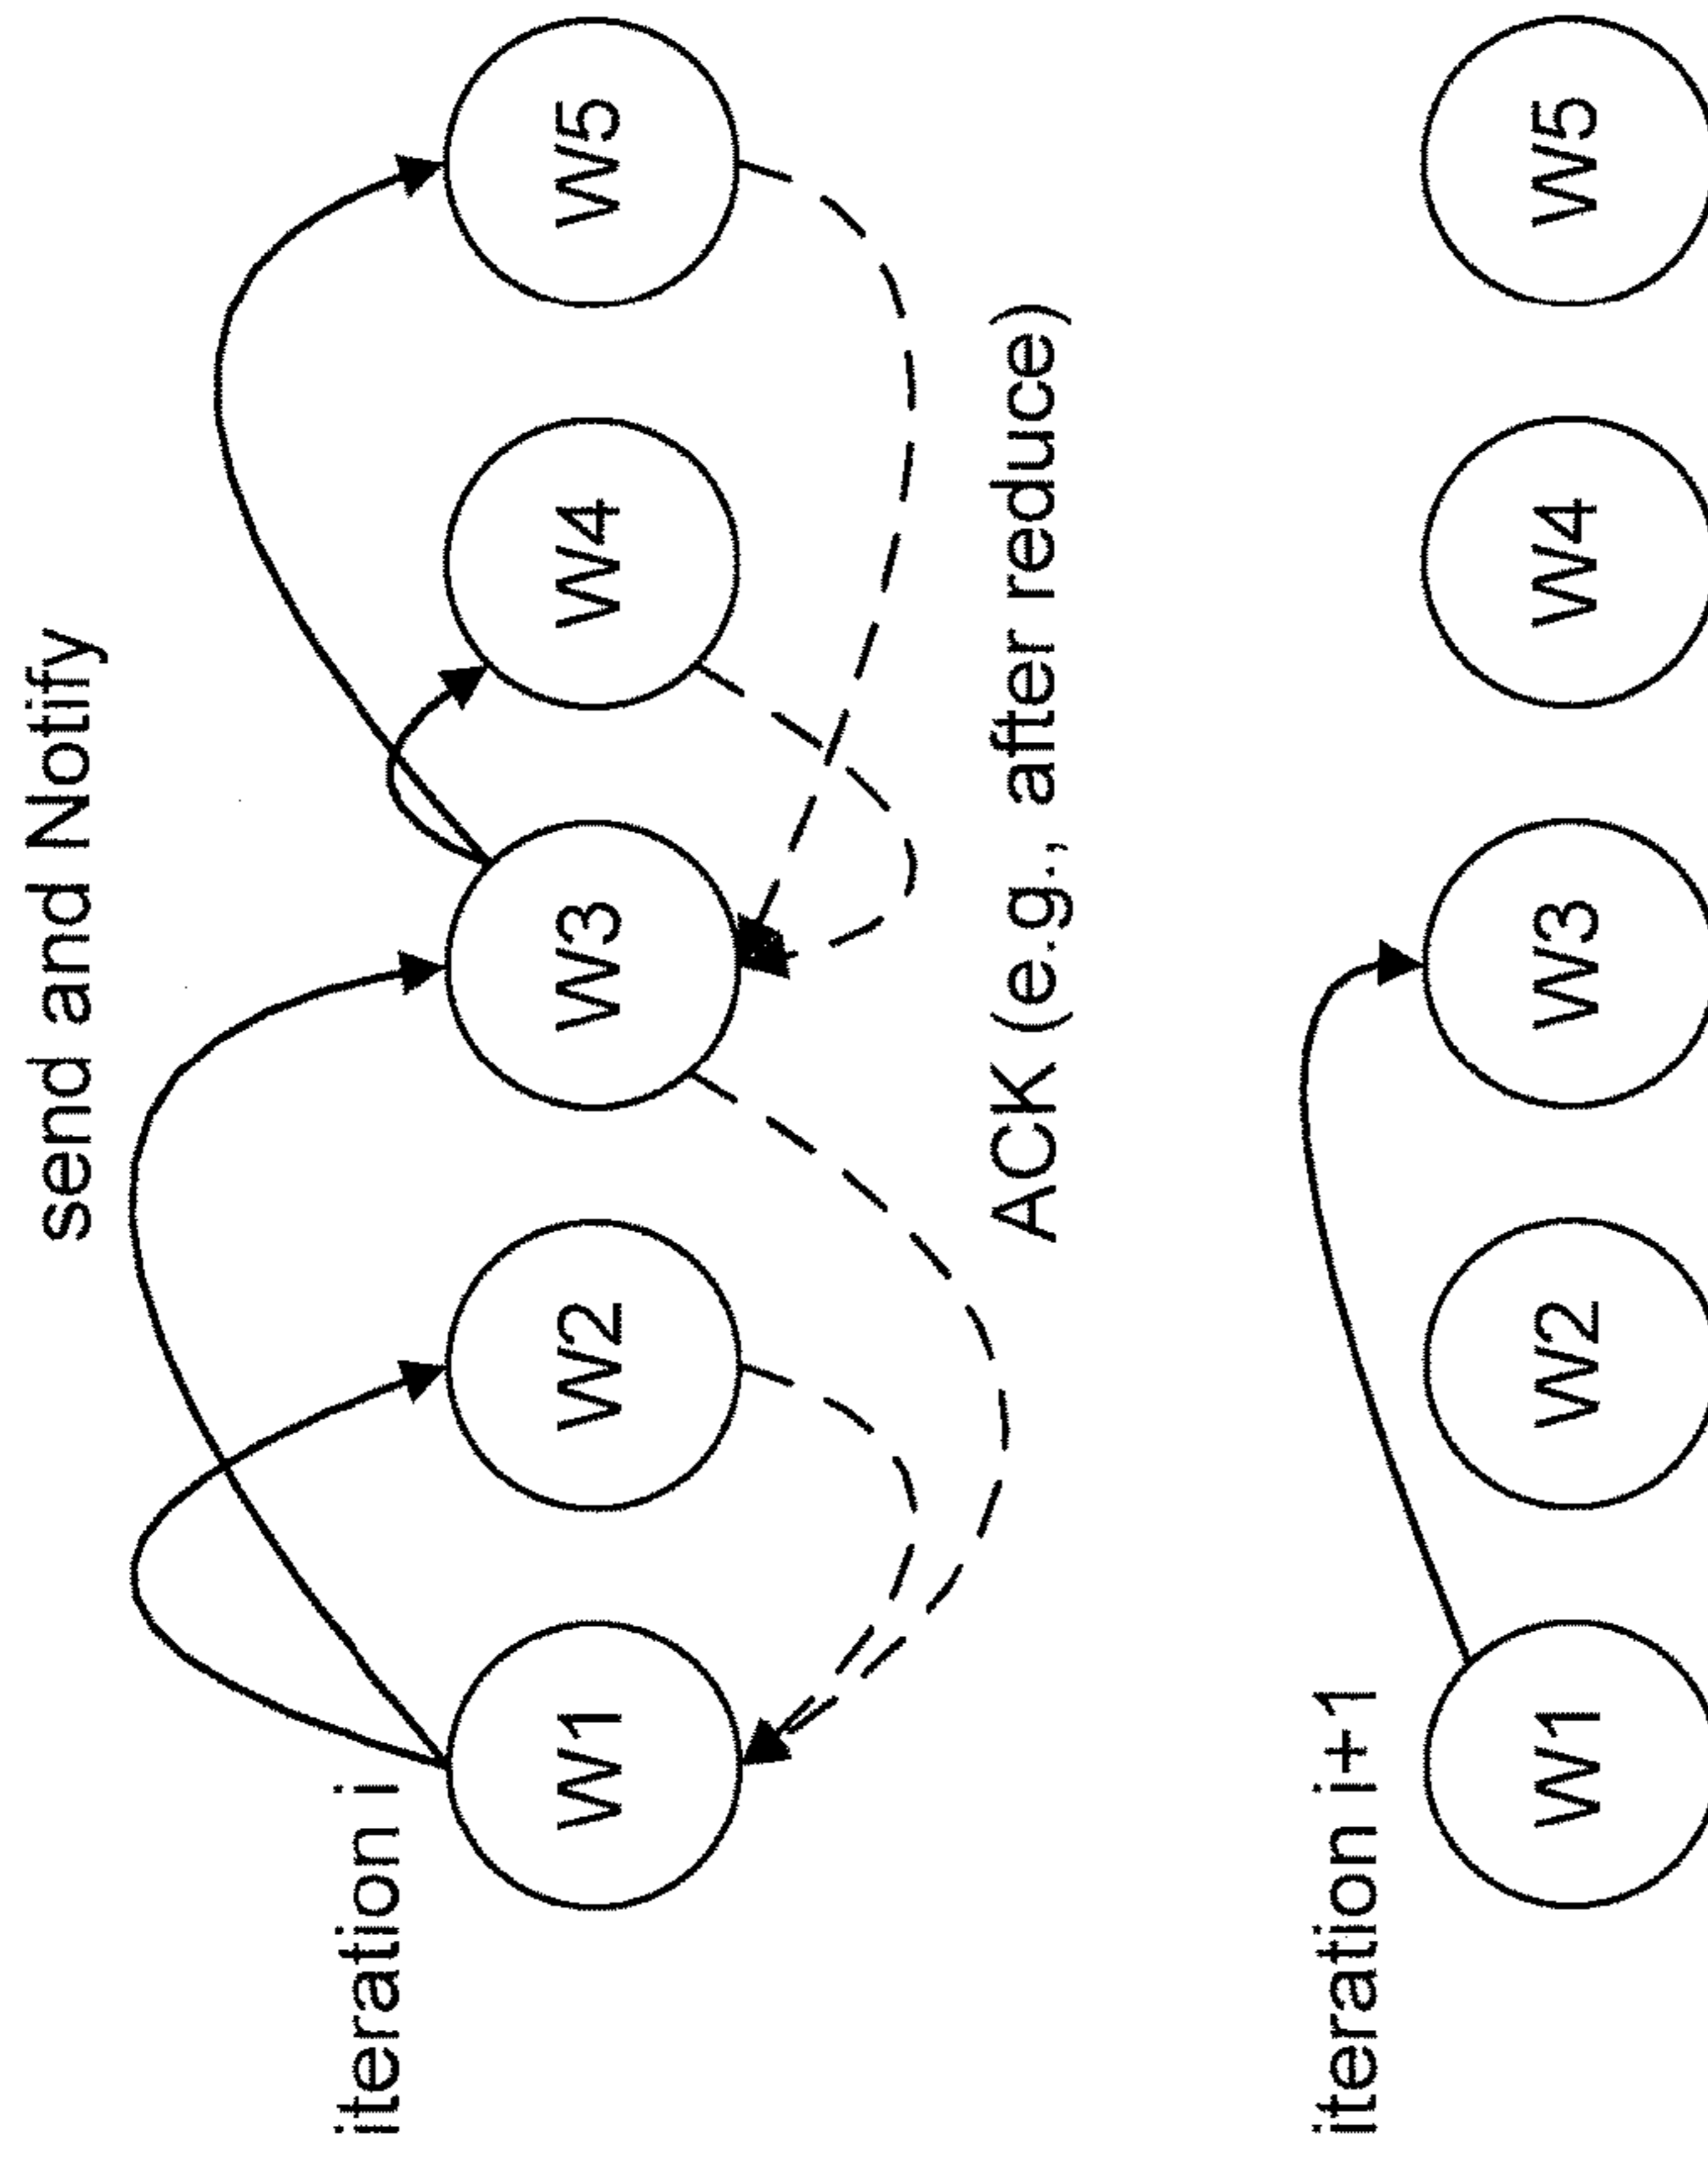 send and Notify
iteration i
W1 W2 W3 W4 W5
ACK (e.g., after reduce)
iteration i+1
W1 W2 W3 W4 W5